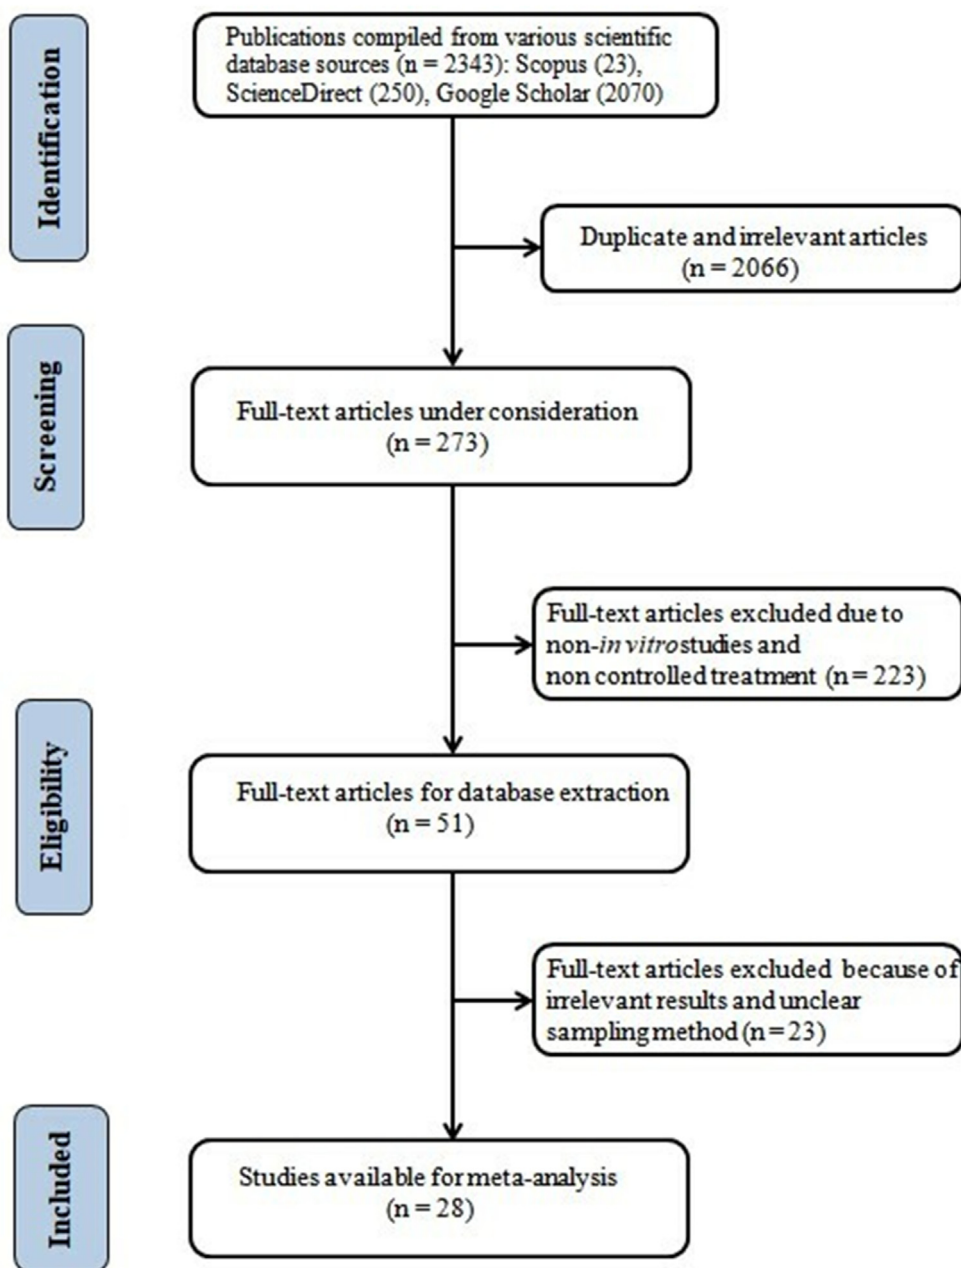 Identification
Publications compiled from various scientific
database sources (n = 2343): Scopus (23),
ScienceDirect (250), Google Scholar (2070)
Duplicate and irrelevant articles
(n = 2066)
Screening
Full-text articles under consideration
(n = 273)
Full-text articles excluded due to
non-in vitro studies and
non controlled treatment (n = 223)
Eligibility
Full-text articles for database extraction
(n = 51)
Full-text articles excluded because of
irrelevant results and unclear
sampling method (n = 23)
Included
Studies available for meta-analysis
(n = 28)